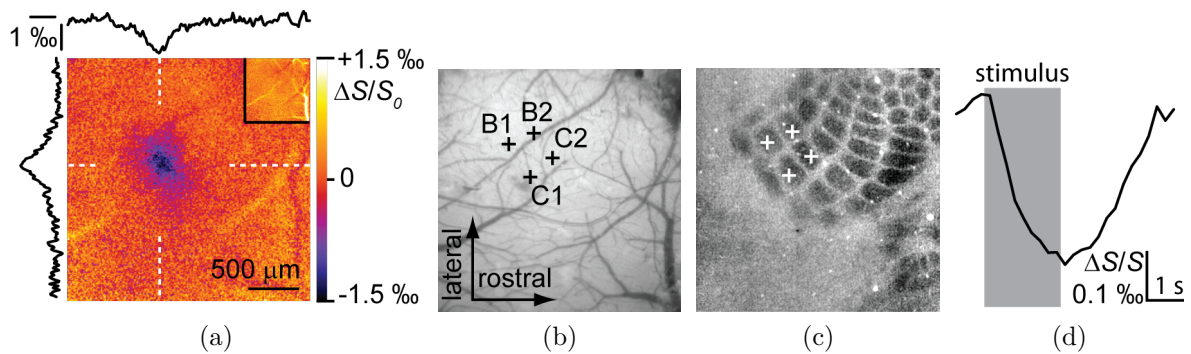 1 ‰
+1.5 ‰
ΔS/S₀
0
-1.5 ‰
500 μm
(a)
B1
B2
C2
C1
lateral
rostral
(b)
(c)
stimulus
ΔS/S
0.1 ‰
1 s
(d)